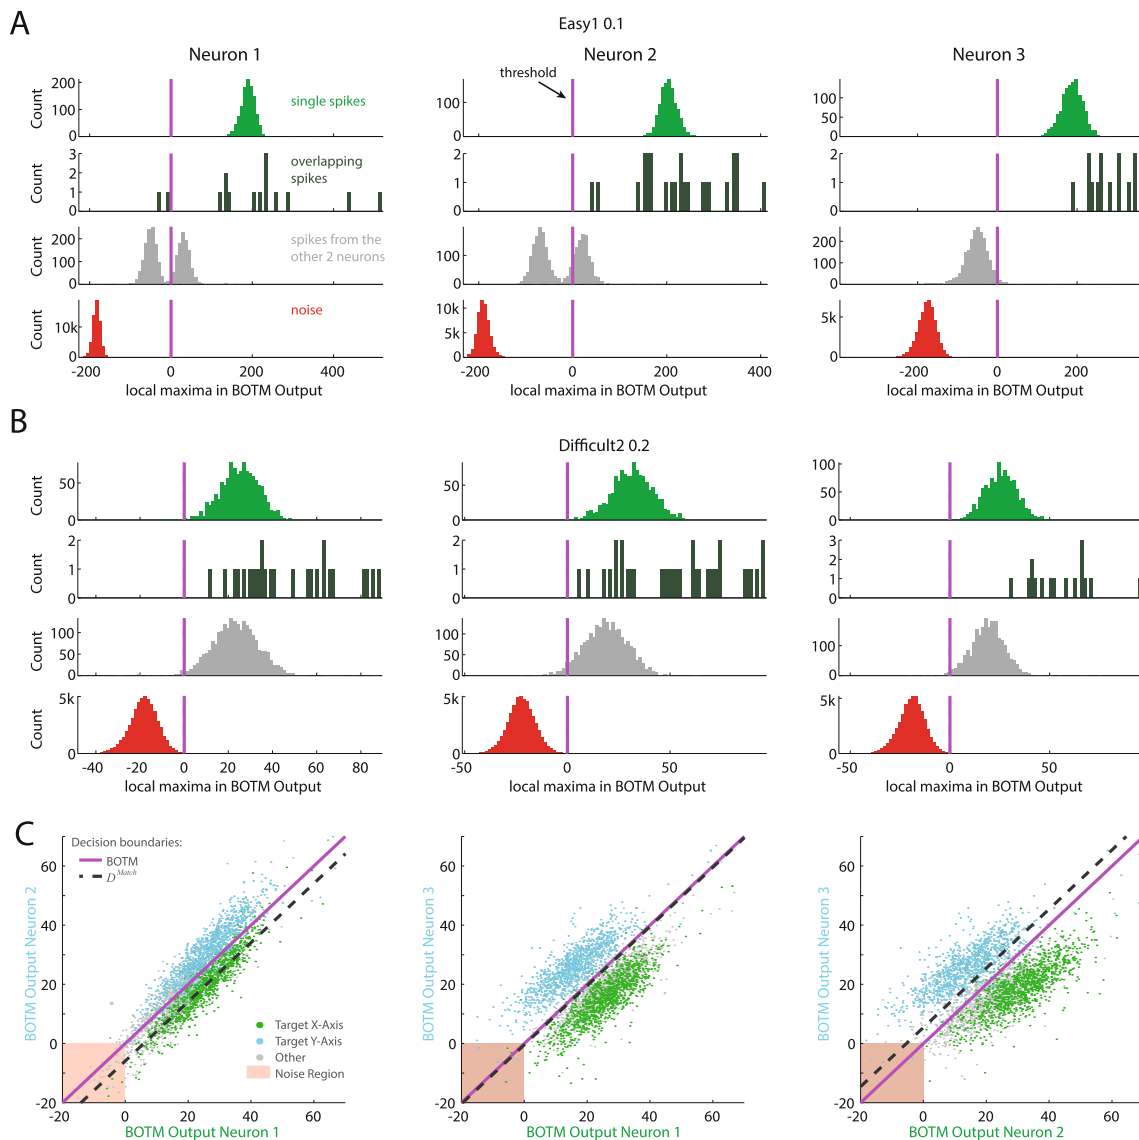 A
Easy1 0.1
Neuron 1
Neuron 2
Neuron 3
Count
200
100
0
single spikes
threshold
100
0
100
50
0
Count
3
2
1
0
overlapping
spikes
2
1
0
2
1
0
Count
200
100
0
spikes from the
other 2 neurons
100
0
200
100
0
Count
10k
0
noise
10k
5k
0
5k
0
-200
0
200
400
-200
0
200
400
-200
0
200
local maxima in BOTM Output
local maxima in BOTM Output
local maxima in BOTM Output
B
Difficult2 0.2
Count
50
0
50
0
100
50
0
Count
2
1
0
2
1
0
3
2
1
0
Count
100
50
0
100
50
0
100
0
Count
5k
0
5k
0
5k
0
-40
-20
0
20
40
60
80
-50
0
50
-50
0
50
local maxima in BOTM Output
local maxima in BOTM Output
local maxima in BOTM Output
C
Decision boundaries:
BOTM
D^Match
BOTM Output Neuron 2
60
40
20
0
-20
Target X-Axis
Target Y-Axis
Other
Noise Region
-20
0
20
40
60
BOTM Output Neuron 1
BOTM Output Neuron 3
60
40
20
0
-20
-20
0
20
40
60
BOTM Output Neuron 1
BOTM Output Neuron 3
60
40
20
0
-20
-20
0
20
40
60
BOTM Output Neuron 2